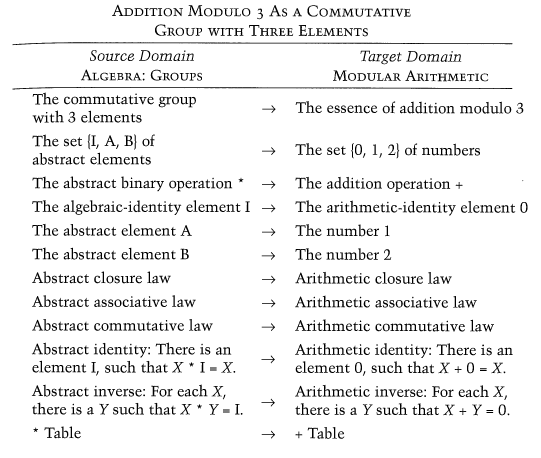 ADDITION MODULO 3 AS A COMMUTATIVE
GROUP WITH THREE ELEMENTS
Source Domain Target Domain
ALGEBRA: GROUPS MODULAR ARITHMETIC
The commutative group
with 3 elements → The essence of addition modulo 3
The set {I, A, B} of
abstract elements → The set {0, 1, 2} of numbers
The abstract binary operation * → The addition operation +
The algebraic-identity element I → The arithmetic-identity element 0
The abstract element A → The number 1
The abstract element B → The number 2
Abstract closure law → Arithmetic closure law
Abstract associative law → Arithmetic associative law
Abstract commutative law → Arithmetic commutative law
Abstract identity: There is an → Arithmetic identity: There is an
element I, such that X * I = X. element 0, such that X + 0 = X.
Abstract inverse: For each X, → Arithmetic inverse: For each X,
there is a Y such that X * Y = I. there is a Y such that X + Y = 0.
* Table → + Table